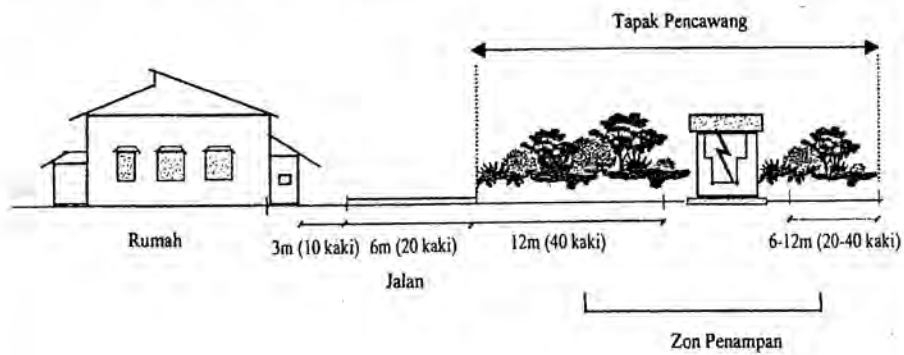 Tapak Pencawang
Rumah
3m (10 kaki)
6m (20 kaki)
12m (40 kaki)
6-12m (20-40 kaki)
Jalan
Zon Penampan